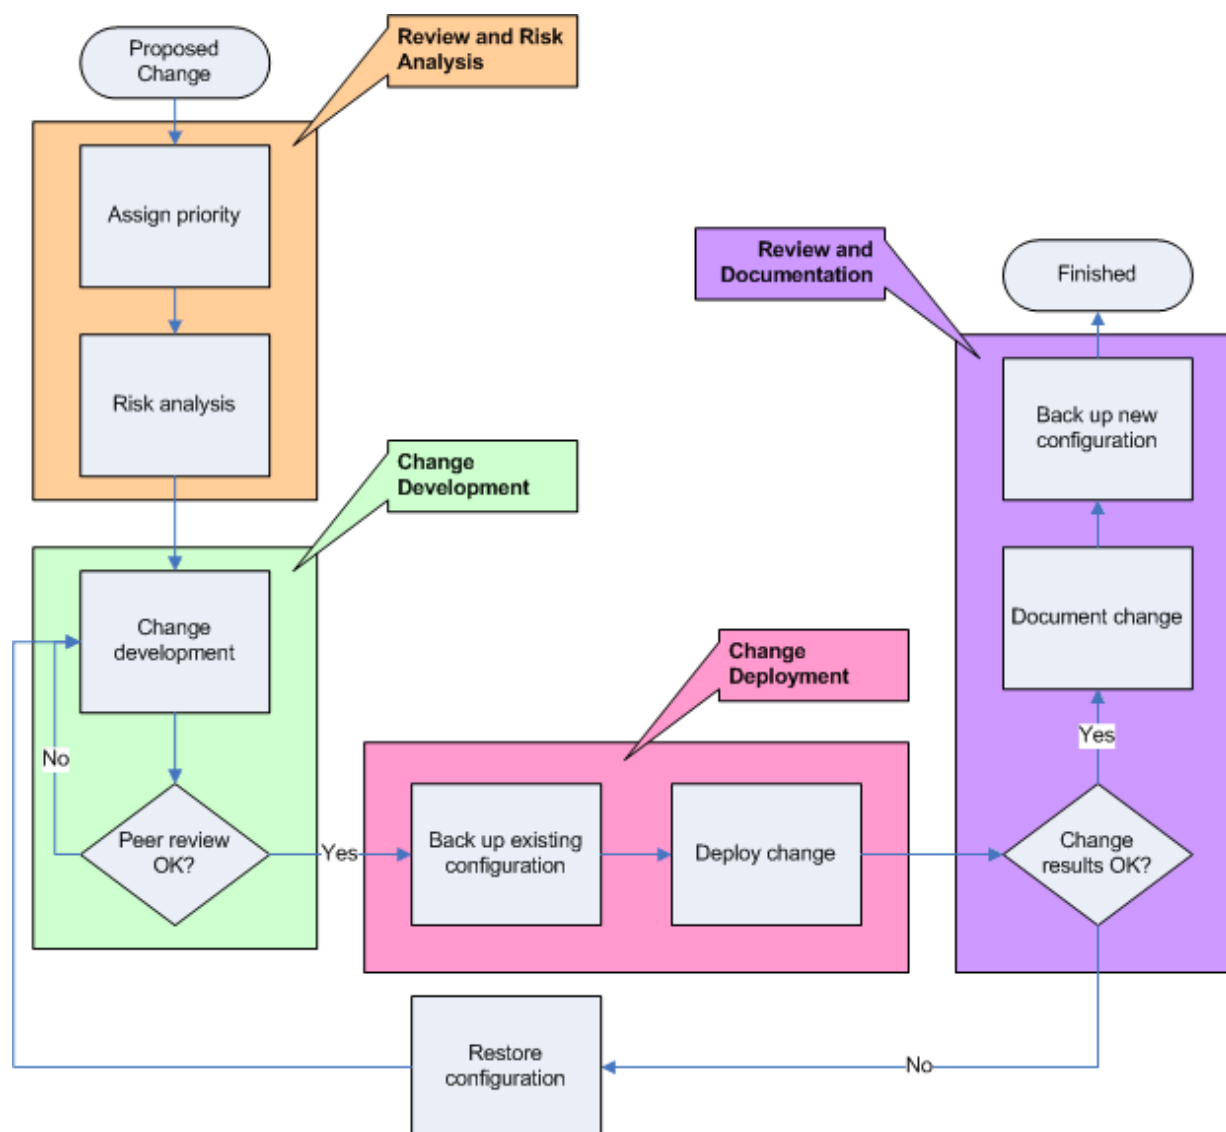 Proposed
Change
Review and Risk
Analysis
Assign priority
Risk analysis
Change
Development
Change
development
No
Peer review
OK?
Yes
Change
Deployment
Back up existing
configuration
Deploy change
Review and
Documentation
Finished
Back up new
configuration
Document change
Yes
Change
results OK?
No
Restore
configuration